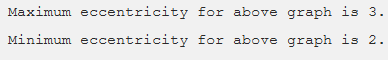 Maximum eccentricity for above graph is 3.
Minimum eccentricity for above graph is 2.